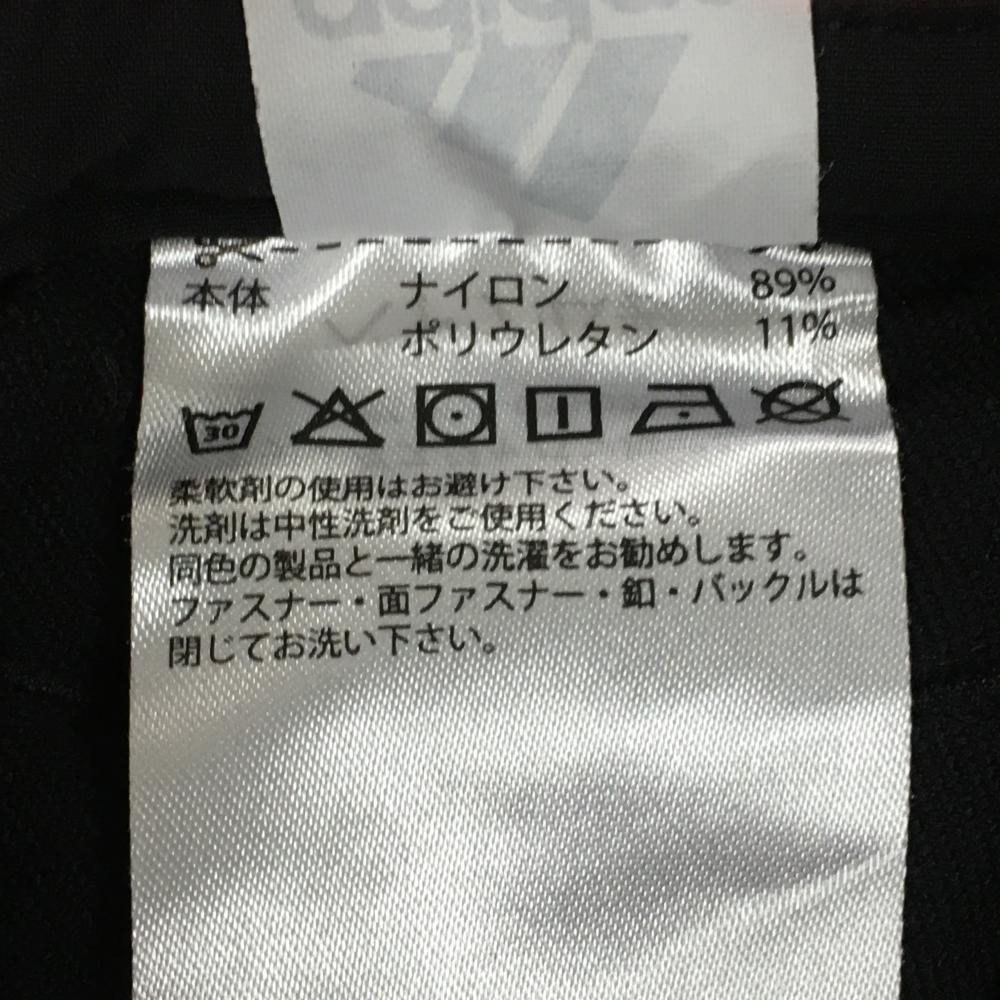 adidas
本体 ナイロン 89%
ポリウレタン 11%
30
柔軟剤の使用はお避け下さい。
洗剤は中性洗剤をご使用ください。
同色の製品と一緒の洗濯をお勧めします。
ファスナー・面ファスナー・釦・バックルは
閉じてお洗い下さい。